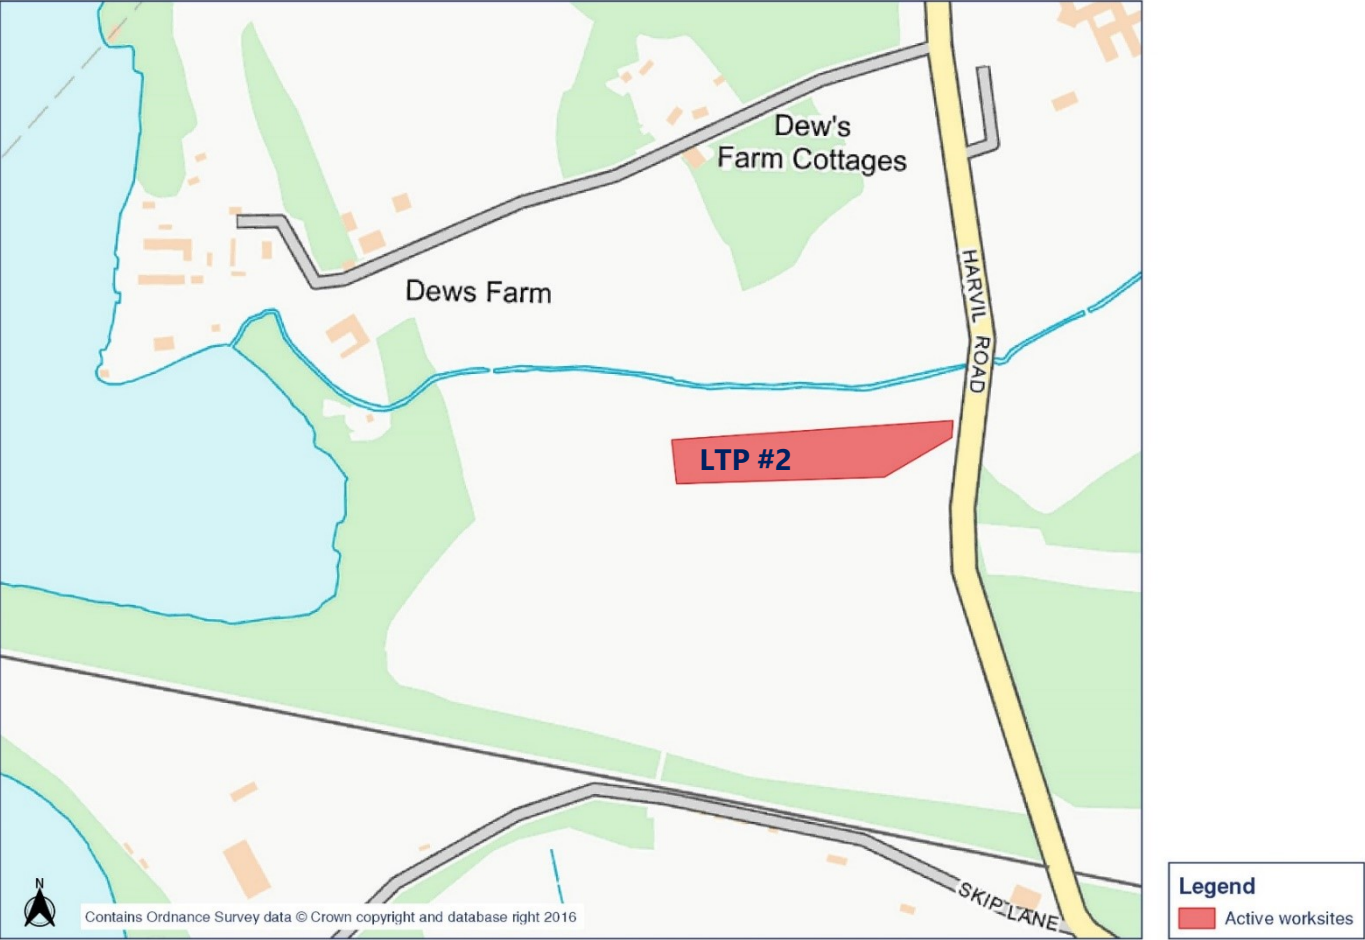 Dew's
Farm Cottages
HARVIL ROAD
Dews Farm
LTP #2
SKIP LANE
N
Contains Ordnance Survey data © Crown copyright and database right 2016
Legend
Active worksites